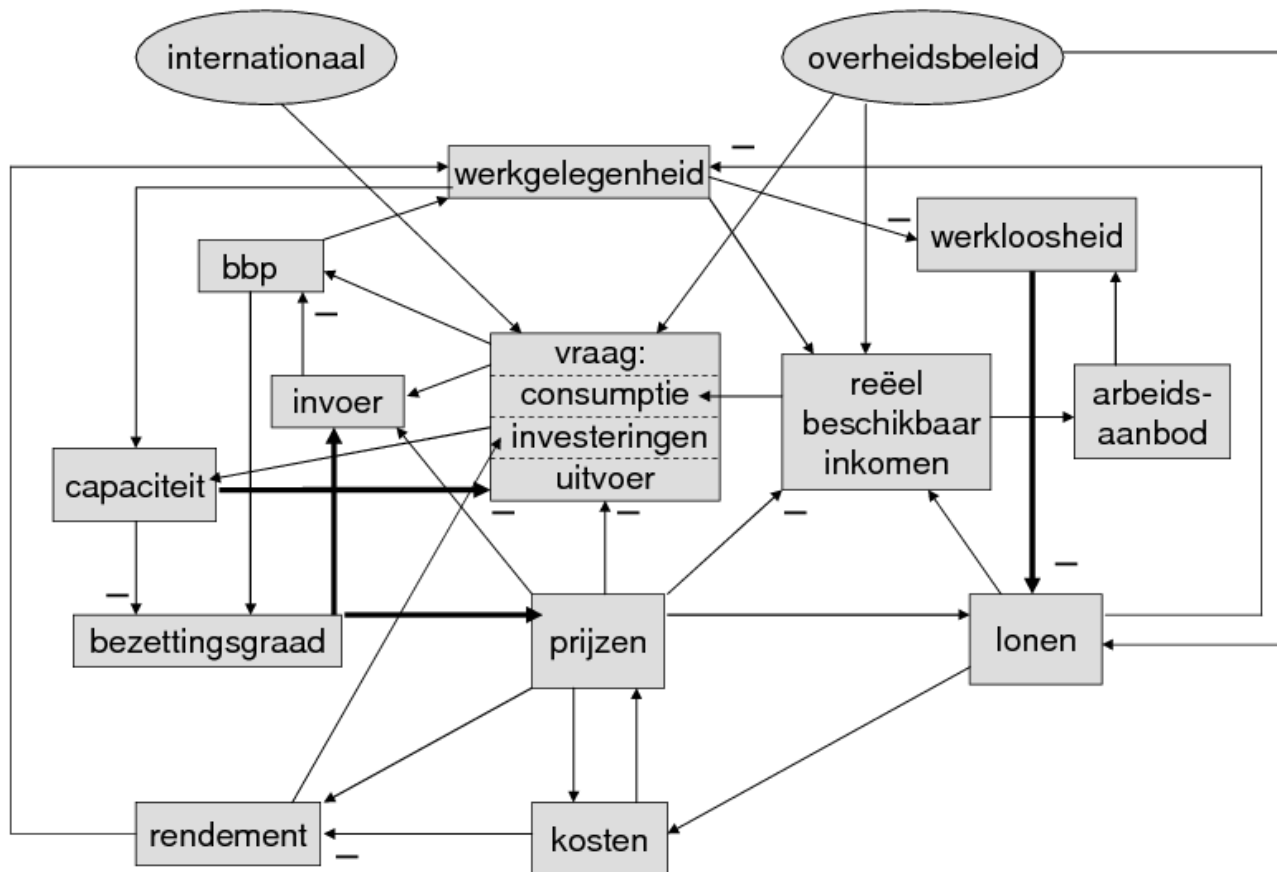 internationaal
overheidsbeleid
–
werkgelegenheid
–
werkloosheid
bbp
–
vraag:
consumptie
investeringen
uitvoer
reëel
beschikbaar
inkomen
arbeids-
aanbod
invoer
capaciteit
–
–
–
–
–
bezettingsgraad
prijzen
lonen
rendement
–
kosten